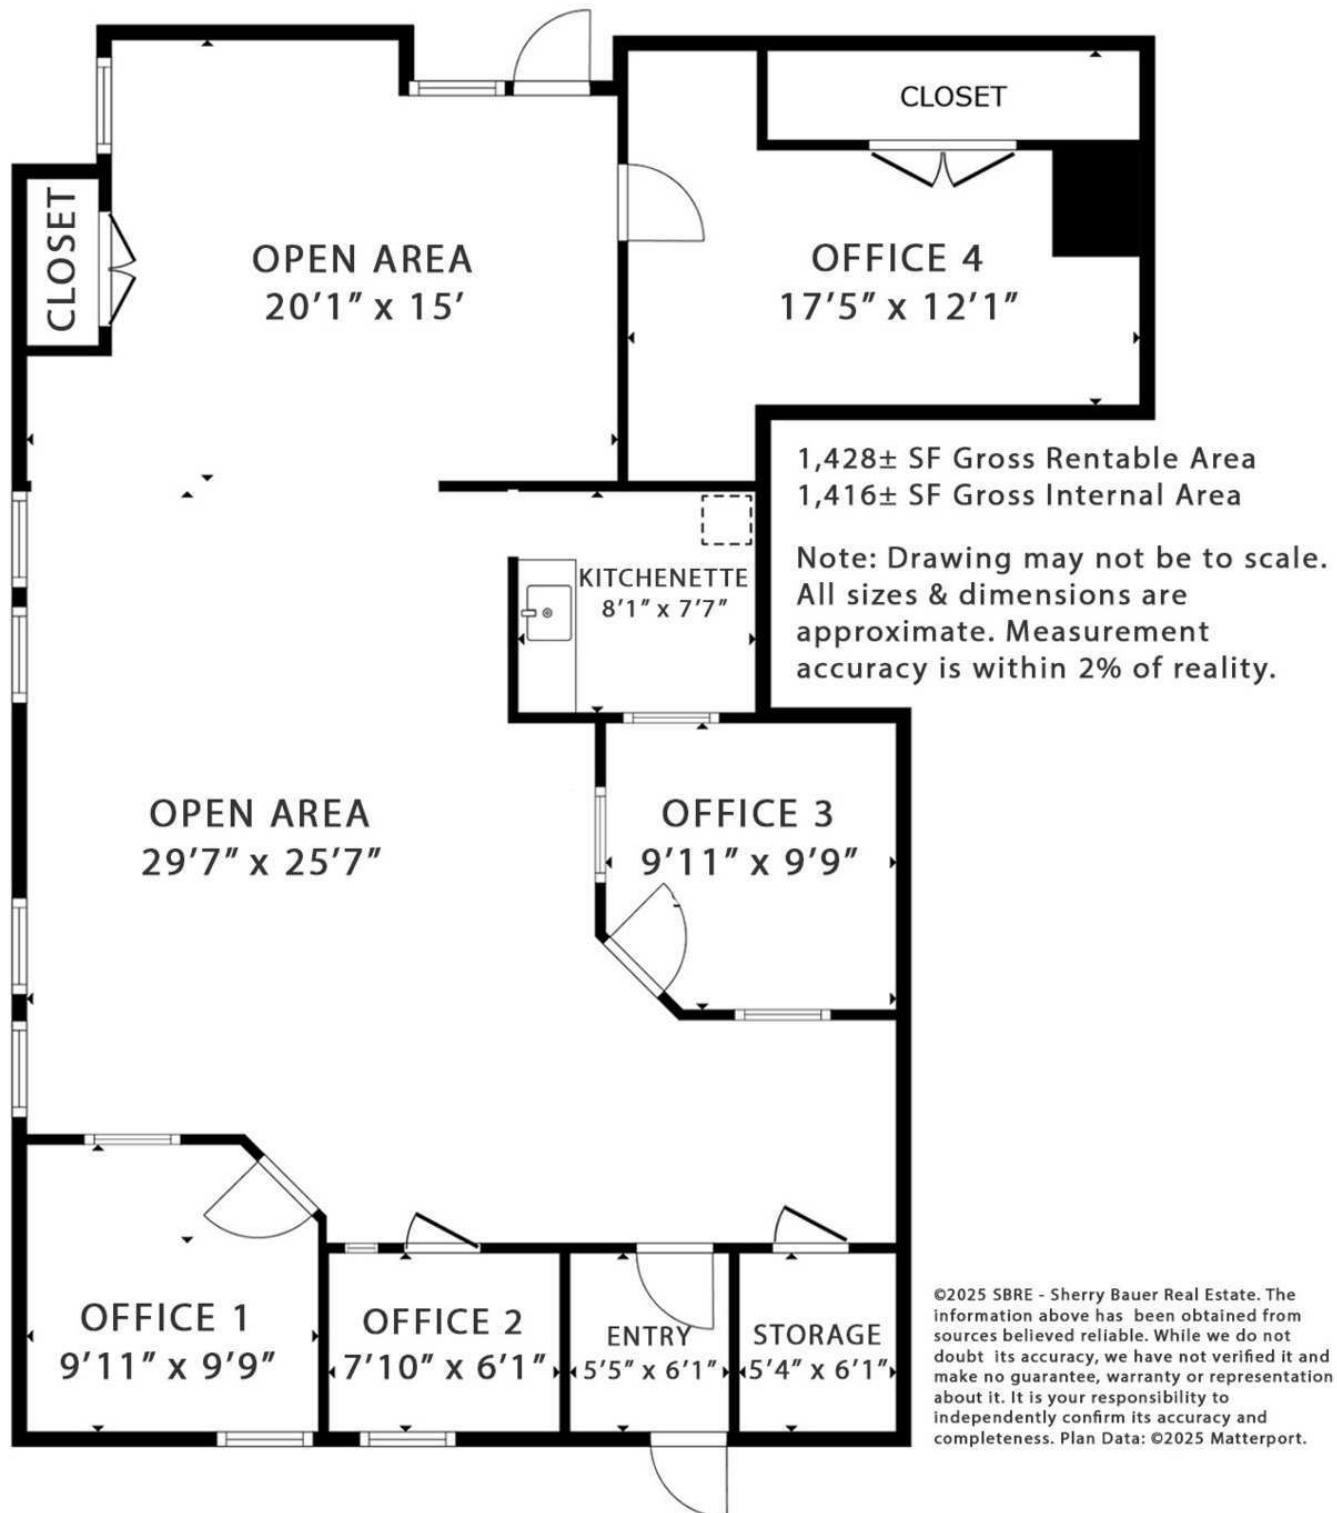 CLOSET
CLOSET
OPEN AREA
20'1" x 15'
OFFICE 4
17'5" x 12'1"
1,428± SF Gross Rentable Area
1,416± SF Gross Internal Area
Note: Drawing may not be to scale.
All sizes & dimensions are
approximate. Measurement
accuracy is within 2% of reality.
KITCHENETTE
8'1" x 7'7"
OPEN AREA
29'7" x 25'7"
OFFICE 3
9'11" x 9'9"
OFFICE 1
9'11" x 9'9"
OFFICE 2
7'10" x 6'1"
ENTRY
5'5" x 6'1"
STORAGE
5'4" x 6'1"
©2025 SBRE - Sherry Bauer Real Estate. The
information above has been obtained from
sources believed reliable. While we do not
doubt its accuracy, we have not verified it and
make no guarantee, warranty or representation
about it. It is your responsibility to
independently confirm its accuracy and
completeness. Plan Data: ©2025 Matterport.